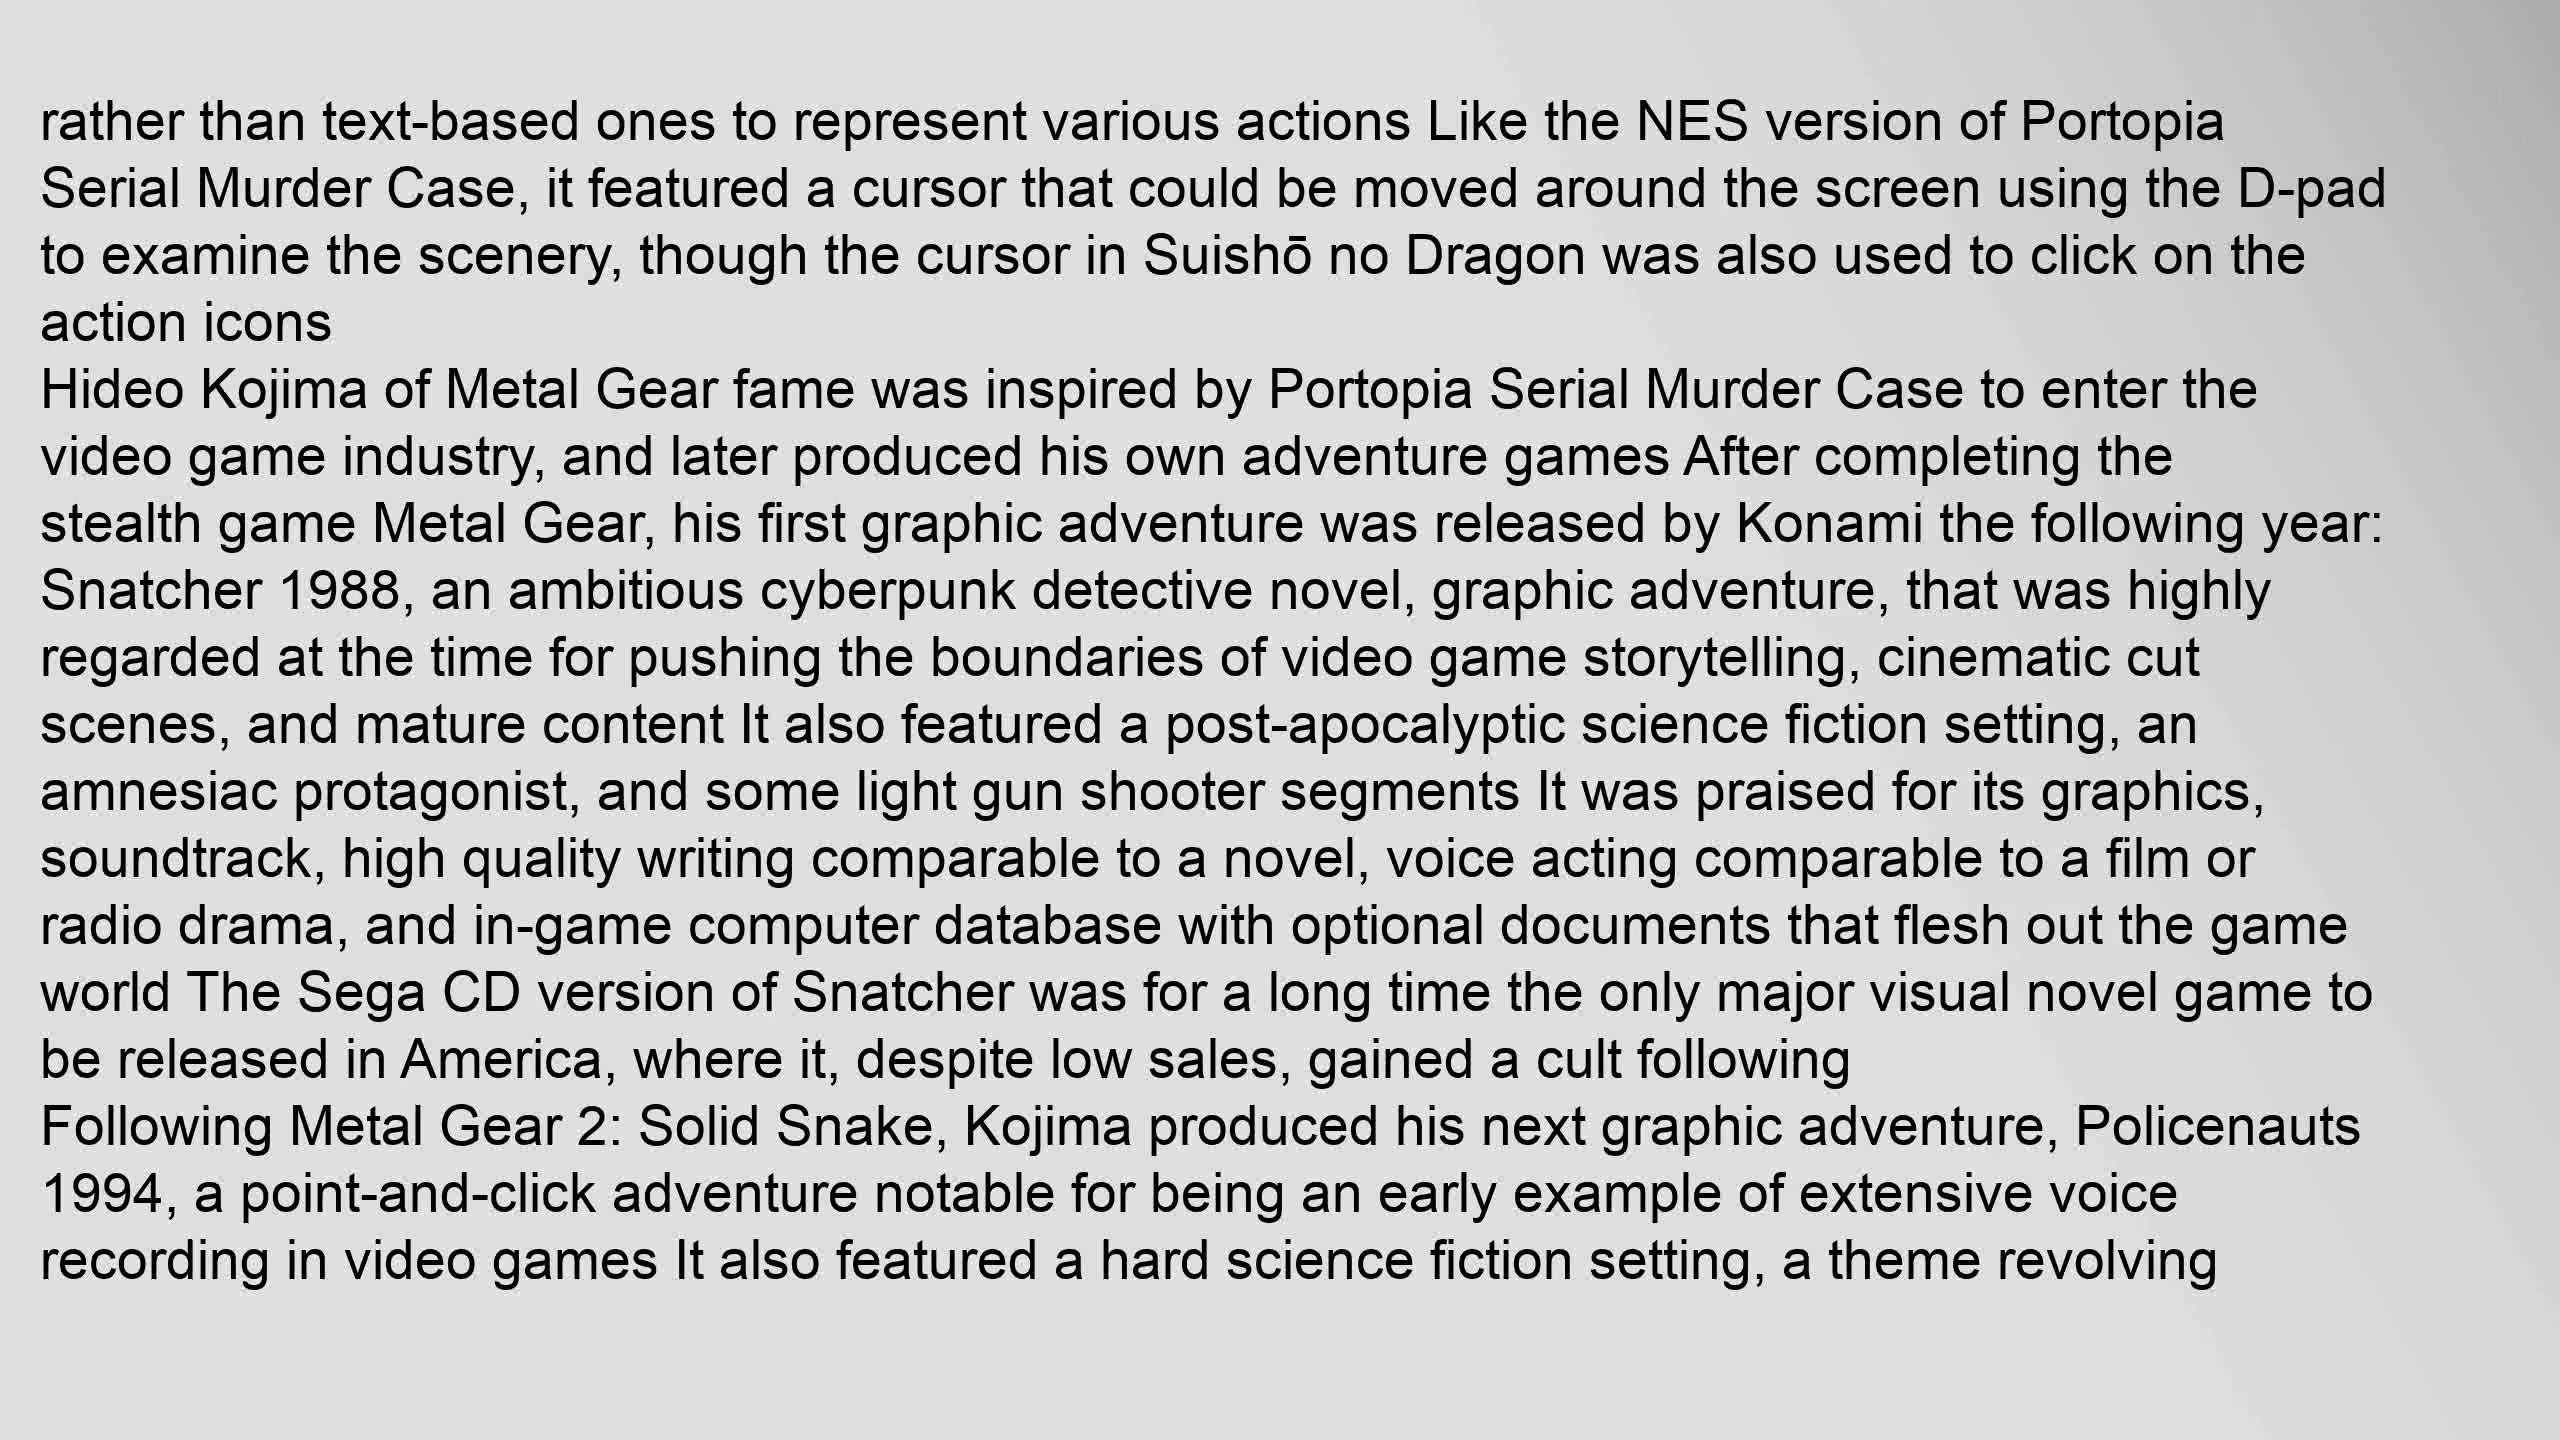 rather than text-based ones to represent various actions Like the NES version of Portopia
Serial Murder Case, it featured a cursor that could be moved around the screen using the D-pad
to examine the scenery, though the cursor in Suishō no Dragon was also used to click on the
action icons
Hideo Kojima of Metal Gear fame was inspired by Portopia Serial Murder Case to enter the
video game industry, and later produced his own adventure games After completing the
stealth game Metal Gear, his first graphic adventure was released by Konami the following year:
Snatcher 1988, an ambitious cyberpunk detective novel, graphic adventure, that was highly
regarded at the time for pushing the boundaries of video game storytelling, cinematic cut
scenes, and mature content It also featured a post-apocalyptic science fiction setting, an
amnesiac protagonist, and some light gun shooter segments It was praised for its graphics,
soundtrack, high quality writing comparable to a novel, voice acting comparable to a film or
radio drama, and in-game computer database with optional documents that flesh out the game
world The Sega CD version of Snatcher was for a long time the only major visual novel game to
be released in America, where it, despite low sales, gained a cult following
Following Metal Gear 2: Solid Snake, Kojima produced his next graphic adventure, Policenauts
1994, a point-and-click adventure notable for being an early example of extensive voice
recording in video games It also featured a hard science fiction setting, a theme revolving